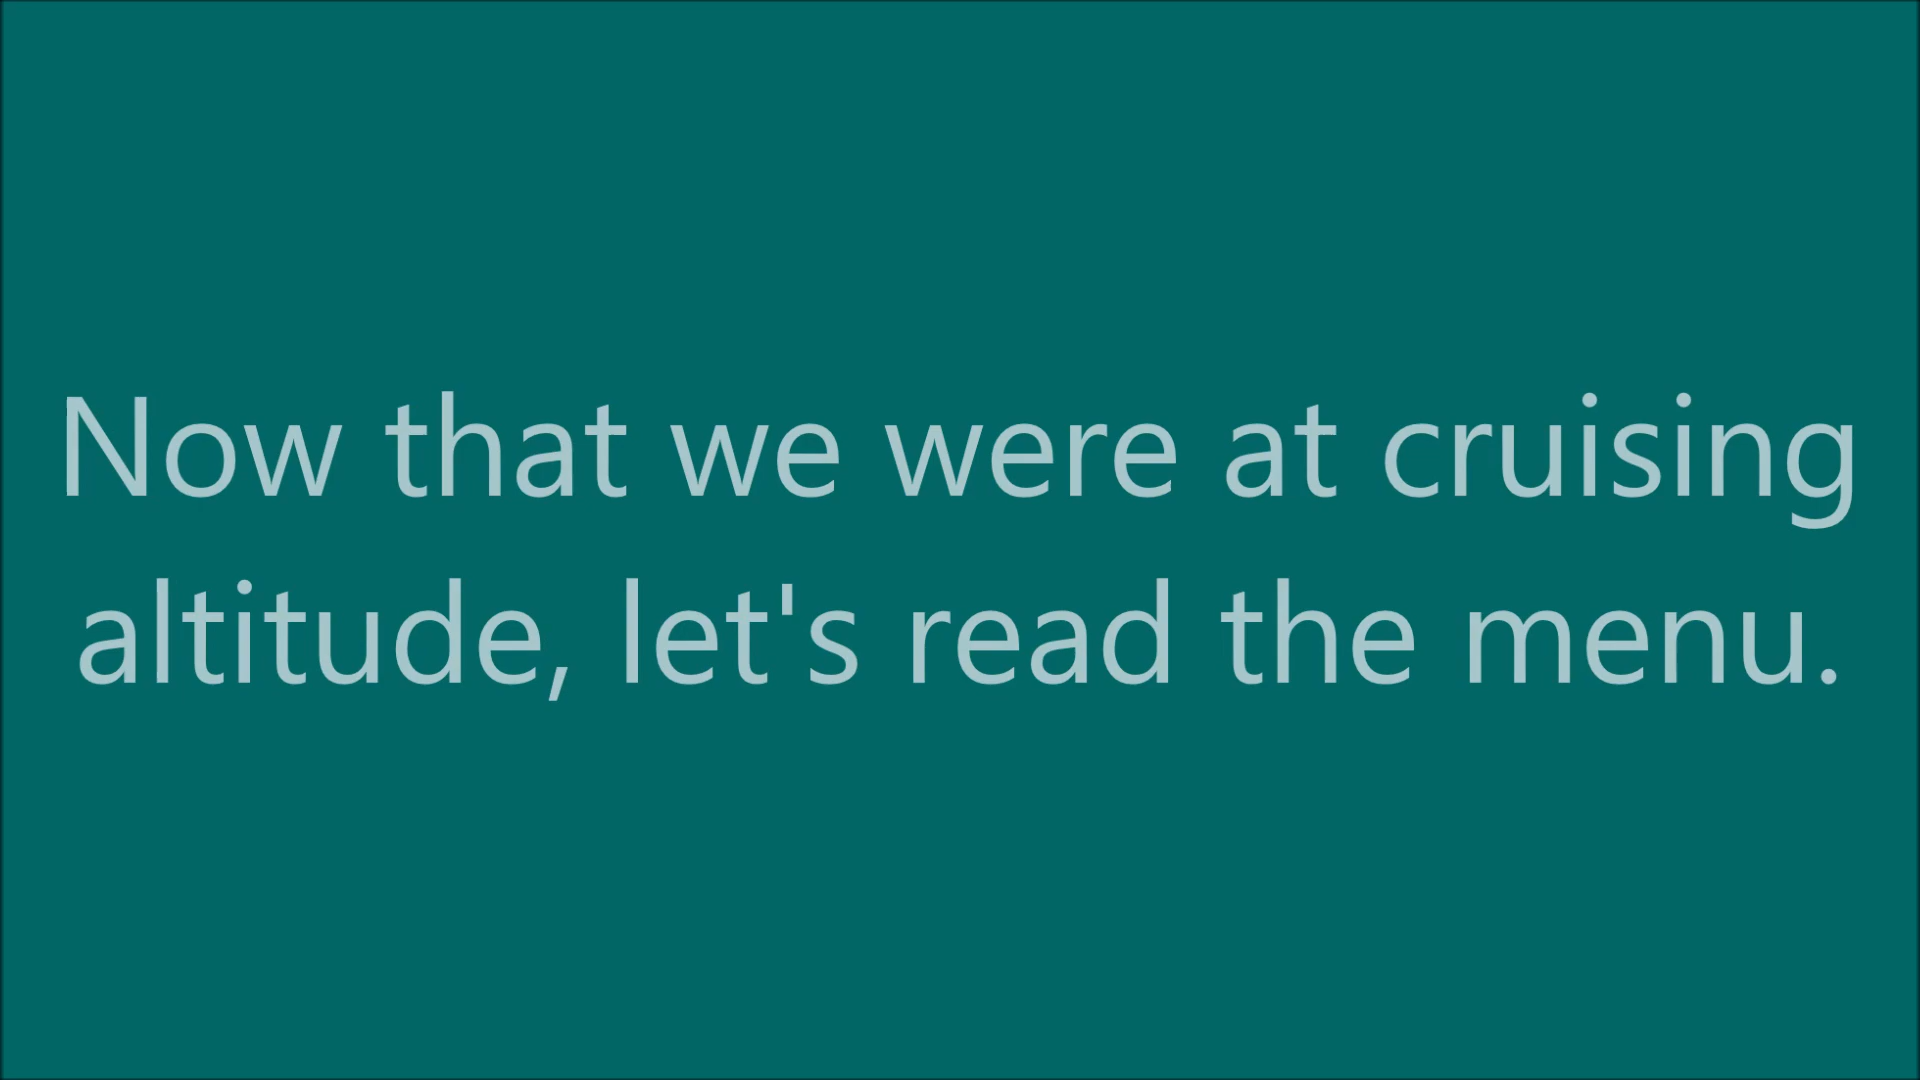 Now that we were at cruising
altitude, let's read the menu.